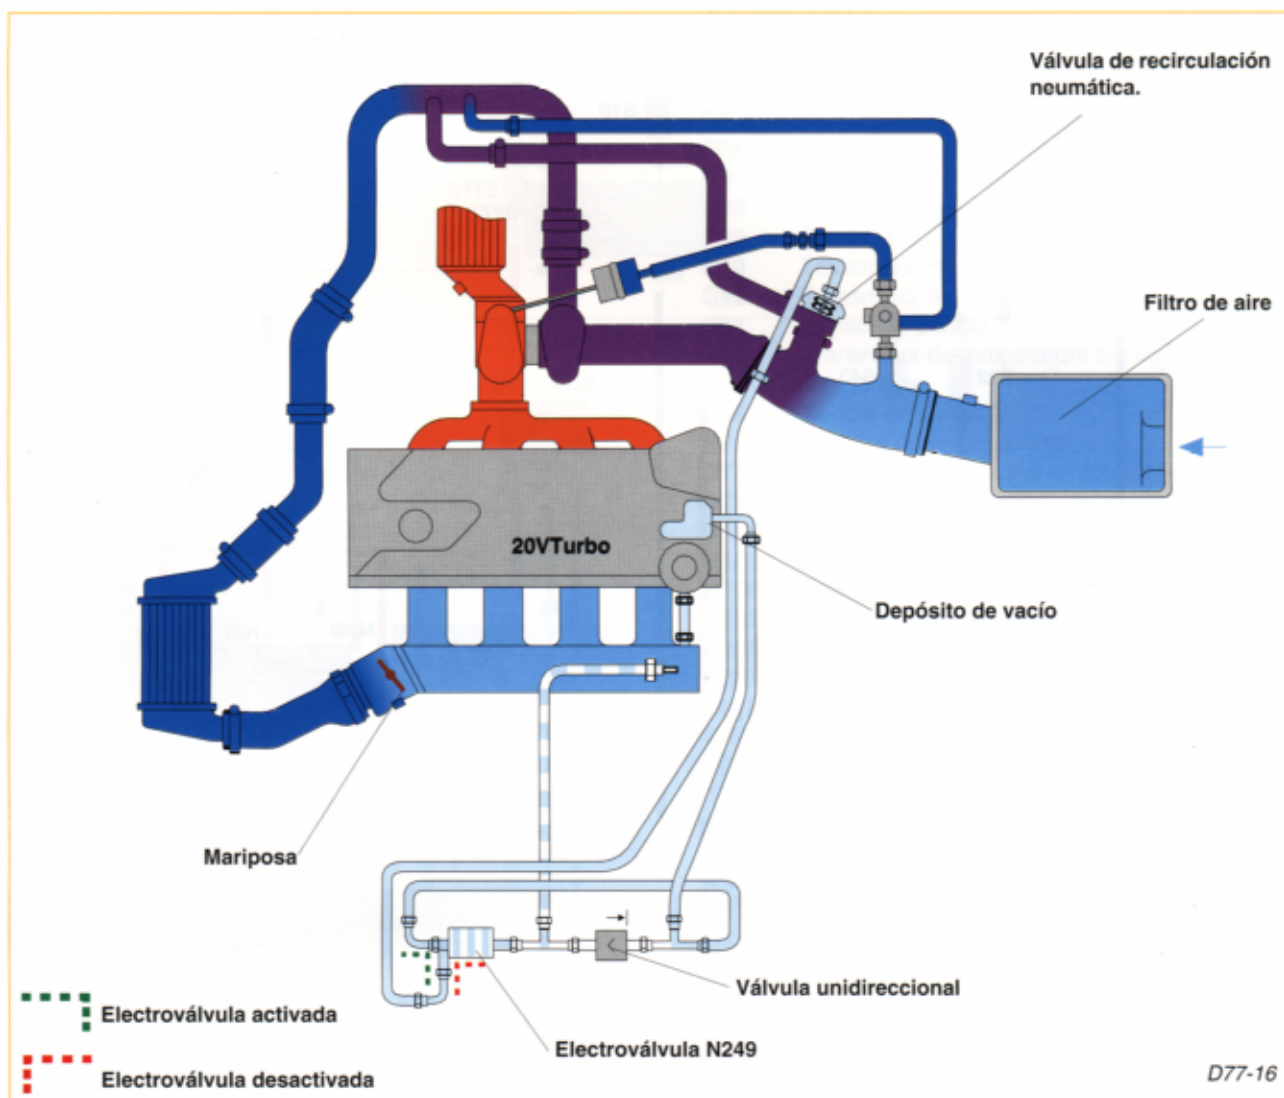 Válvula de recirculación
neumática.
Filtro de aire
20VTurbo
Depósito de vacío
Mariposa
Válvula unidireccional
Electroválvula activada
Electroválvula N249
Electroválvula desactivada
D77-16